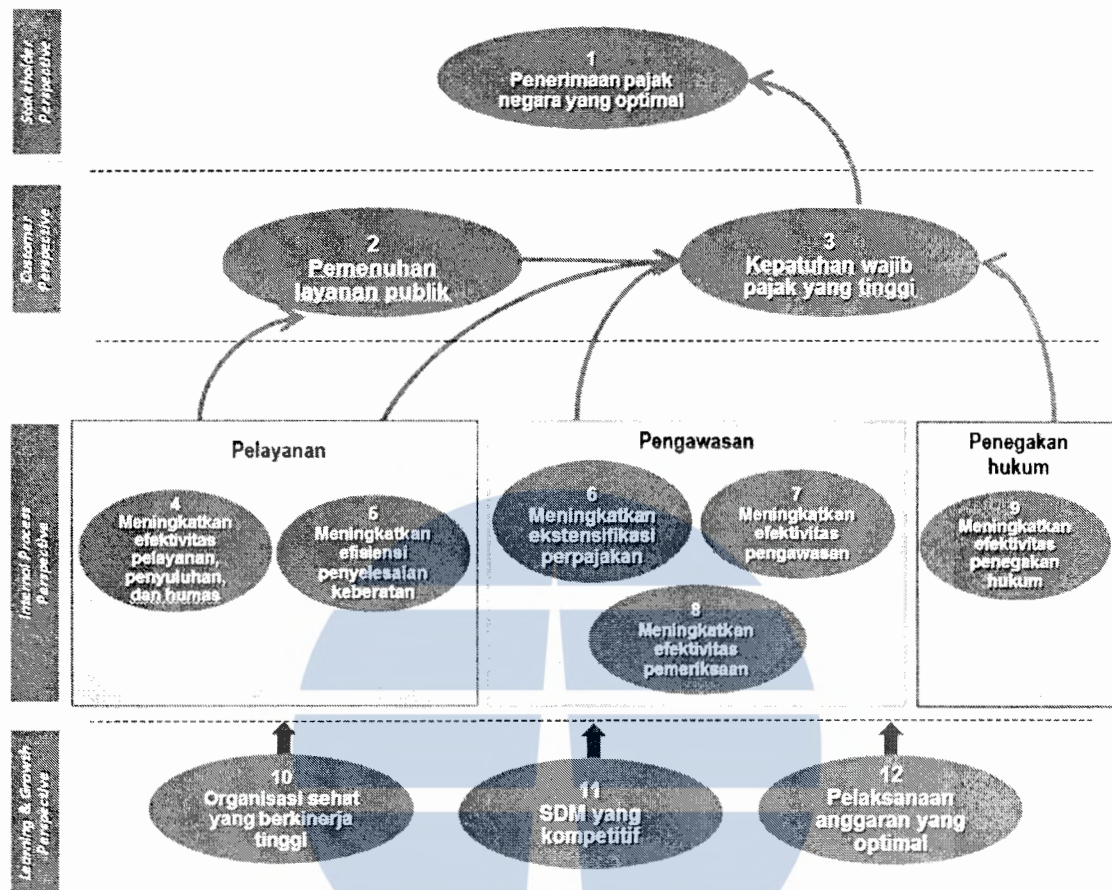 Stakeholder
Perspective
1
Penerimaan pajak
negara yang optimal
Customer
Perspective
2
Pemenuhan
layanan publik
3
Kepatuhan wajib
pajak yang tinggi
Internal Process
Perspective
Pelayanan
4
Meningkatkan
efektivitas
pelayanan,
penyuluhan,
dan humas
5
Meningkatkan
efisiensi
penyelesaian
keberatan
Pengawasan
6
Meningkatkan
ekstensifikasi
perpajakan
7
Meningkatkan
efektivitas
pengawasan
8
Meningkatkan
efektivitas
pemeriksaan
Penegakan
hukum
9
Meningkatkan
efektivitas
penegakan
hukum
Learning & Growth
Perspective
10
Organisasi sehat
yang berkinerja
tinggi
11
SDM yang
kompetitif
12
Pelaksanaan
anggaran yang
optimal